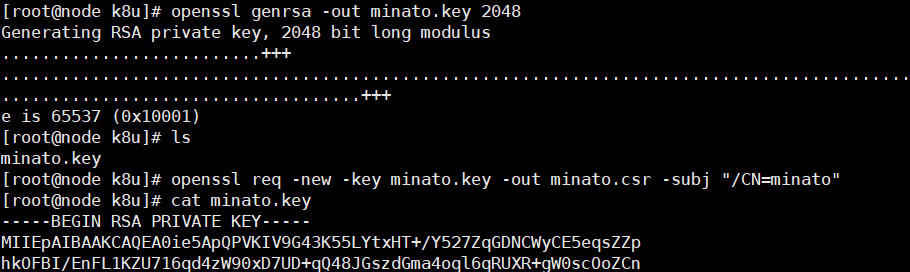 [root@node k8u]# openssl genrsa -out minato.key 2048
Generating RSA private key, 2048 bit long modulus
..........................+++
...........................................................................................
....................................+++
e is 65537 (0x10001)
[root@node k8u]# ls
minato.key
[root@node k8u]# openssl req -new -key minato.key -out minato.csr -subj "/CN=minato"
[root@node k8u]# cat minato.key
-----BEGIN RSA PRIVATE KEY-----
MIIEpAIBAAKCAQEA0ie5ApQPVKIV9G43K55LYtxHT+/Y527ZqGDNCWyCE5eqsZZp
hkOFBI/EnFL1KZU716qd4zW90xD7UD+qQ48JGszdGma4oql6qRUXR+gW0scOoZCn